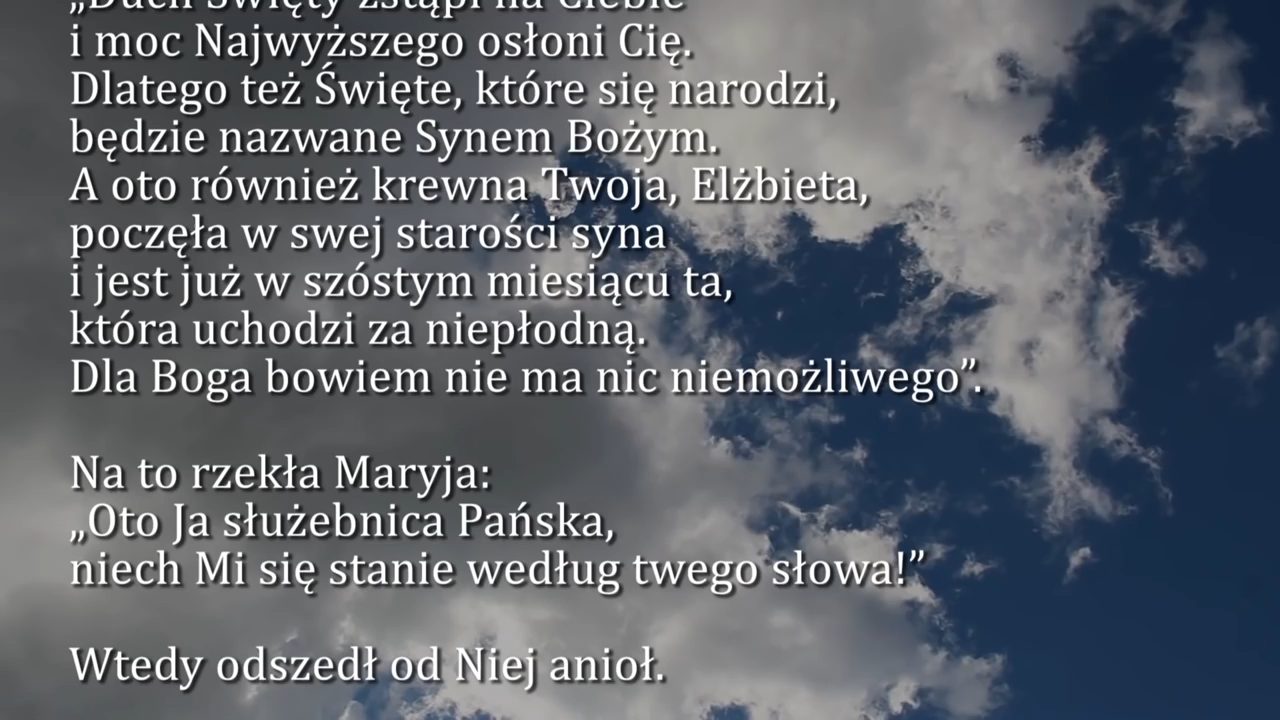 „Duch Święty zstąpi na Ciebie
i moc Najwyższego osłoni Cię.
Dlatego też Święte, które się narodzi,
będzie nazwane Synem Bożym.
A oto również krewna Twoja, Elżbieta,
poczęła w swej starości syna
i jest już w szóstym miesiącu ta,
która uchodzi za niepłodną.
Dla Boga bowiem nie ma nic niemożliwego”.
Na to rzekła Maryja:
„Oto Ja służebnica Pańska,
niech Mi się stanie według twego słowa!”
Wtedy odszedł od Niej anioł.